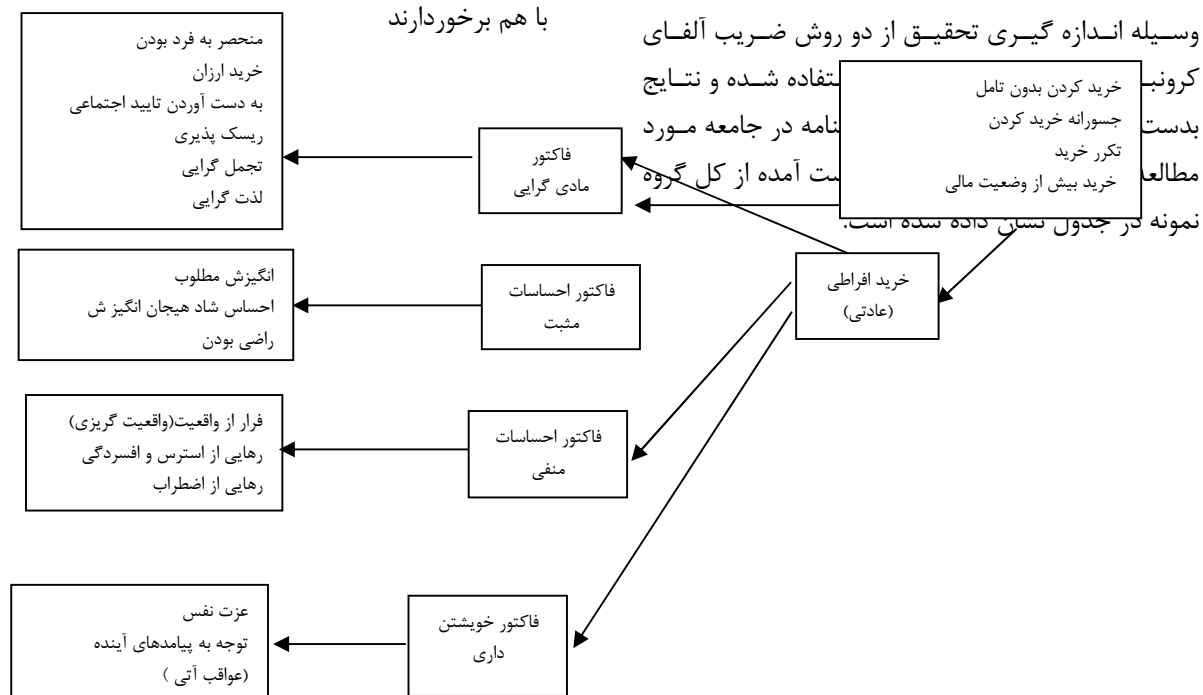 با هم برخوردارند
وسیله اندازه گیری تحقیق از دو روش ضریب آلفای
کرونب
ستفاده شده و نتایج
بدست
نامه در جامعه مورد
مطالعه
ست آمده از کل گروه
نمونه در جدول نشان داده شده است.
خرید کردن بدون تامل
جسورانه خرید کردن
تکرر خرید
خرید بیش از وضعیت مالی
خرید افراطی
(عادتی)
فاکتور
مادی گرایی
منحصر به فرد بودن
خرید ارزان
به دست آوردن تایید اجتماعی
ریسک پذیری
تجمل گرایی
لذت گرایی
فاکتور احساسات
مثبت
انگیزش مطلوب
احساس شاد هیجان انگیز ش
راضی بودن
فاکتور احساسات
منفی
فرار از واقعیت(واقعیت گریزی)
رهایی از استرس و افسردگی
رهایی از اضطراب
فاکتور خویشتن
داری
عزت نفس
توجه به پیامدهای آینده
(عواقب آتی )